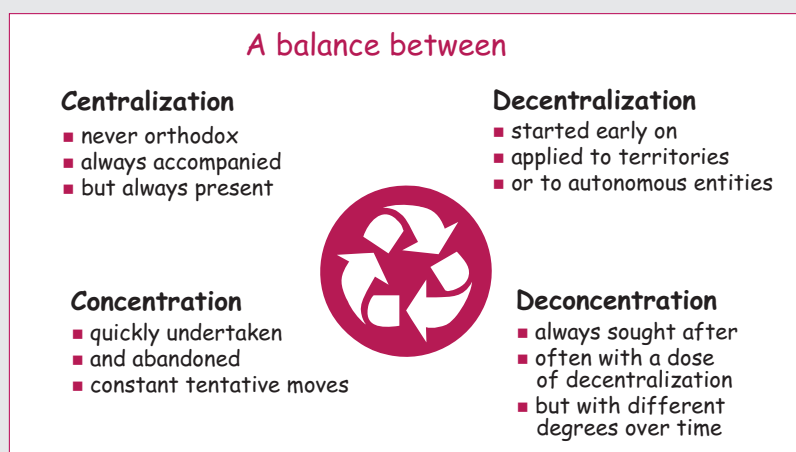 A balance between
Centralization
■ never orthodox
■ always accompanied
■ but always present
Decentralization
■ started early on
■ applied to territories
■ or to autonomous entities
Concentration
■ quickly undertaken
■ and abandoned
■ constant tentative moves
Deconcentration
■ always sought after
■ often with a dose
of decentralization
■ but with different
degrees over time